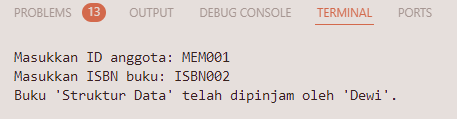 PROBLEMS 13 OUTPUT DEBUG CONSOLE TERMINAL PORTS
Masukkan ID anggota: MEM001
Masukkan ISBN buku: ISBN002
Buku 'Struktur Data' telah dipinjam oleh 'Dewi'.